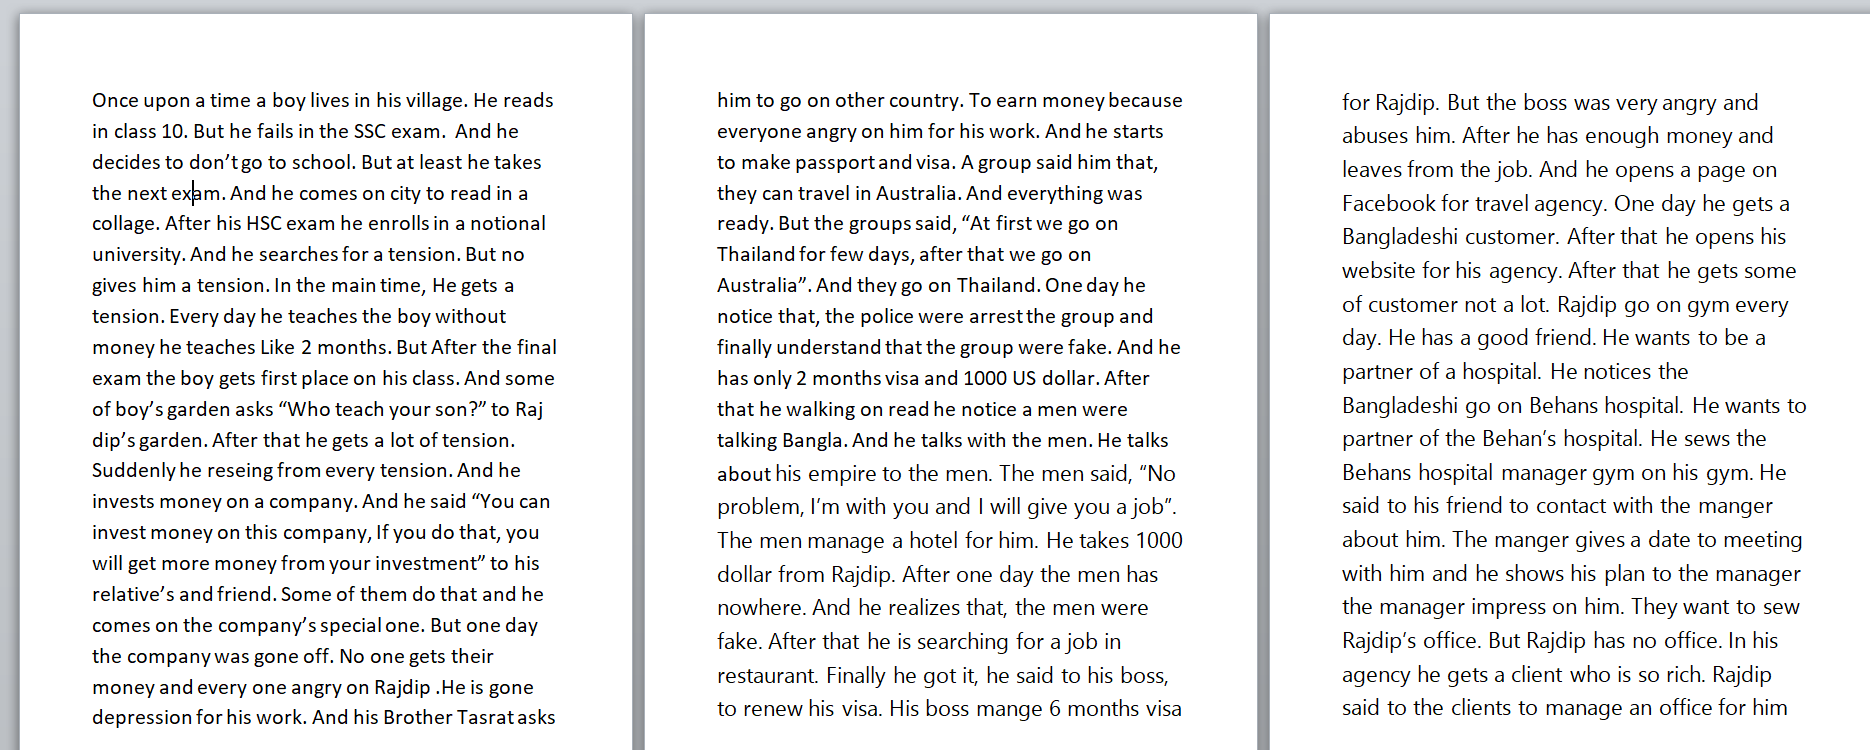 Once upon a time a boy lives in his village. He reads
in class 10. But he fails in the SSC exam.  And he
decides to don’t go to school. But at least he takes
the next exam. And he comes on city to read in a
collage. After his HSC exam he enrolls in a notional
university. And he searches for a tension. But no
gives him a tension. In the main time, He gets a
tension. Every day he teaches the boy without
money he teaches Like 2 months. But After the final
exam the boy gets first place on his class. And some
of boy’s garden asks “Who teach your son?” to Raj
dip’s garden. After that he gets a lot of tension.
Suddenly he reseing from every tension. And he
invests money on a company. And he said “You can
invest money on this company, If you do that, you
will get more money from your investment” to his
relative’s and friend. Some of them do that and he
comes on the company’s special one. But one day
the company was gone off. No one gets their
money and every one angry on Rajdip .He is gone
depression for his work. And his Brother Tasrat asks
him to go on other country. To earn money because
everyone angry on him for his work. And he starts
to make passport and visa. A group said him that,
they can travel in Australia. And everything was
ready. But the groups said, “At first we go on
Thailand for few days, after that we go on
Australia”. And they go on Thailand. One day he
notice that, the police were arrest the group and
finally understand that the group were fake. And he
has only 2 months visa and 1000 US dollar. After
that he walking on read he notice a men were
talking Bangla. And he talks with the men. He talks
about his empire to the men. The men said, “No
problem, I’m with you and I will give you a job”.
The men manage a hotel for him. He takes 1000
dollar from Rajdip. After one day the men has
nowhere. And he realizes that, the men were
fake. After that he is searching for a job in
restaurant. Finally he got it, he said to his boss,
to renew his visa. His boss mange 6 months visa
for Rajdip. But the boss was very angry and
abuses him. After he has enough money and
leaves from the job. And he opens a page on
Facebook for travel agency. One day he gets a
Bangladeshi customer. After that he opens his
website for his agency. After that he gets some
of customer not a lot. Rajdip go on gym every
day. He has a good friend. He wants to be a
partner of a hospital. He notices the
Bangladeshi go on Behans hospital. He wants to
partner of the Behan’s hospital. He sews the
Behans hospital manager gym on his gym. He
said to his friend to contact with the manger
about him. The manger gives a date to meeting
with him and he shows his plan to the manager
the manager impress on him. They want to sew
Rajdip’s office. But Rajdip has no office. In his
agency he gets a client who is so rich. Rajdip
said to the clients to manage an office for him